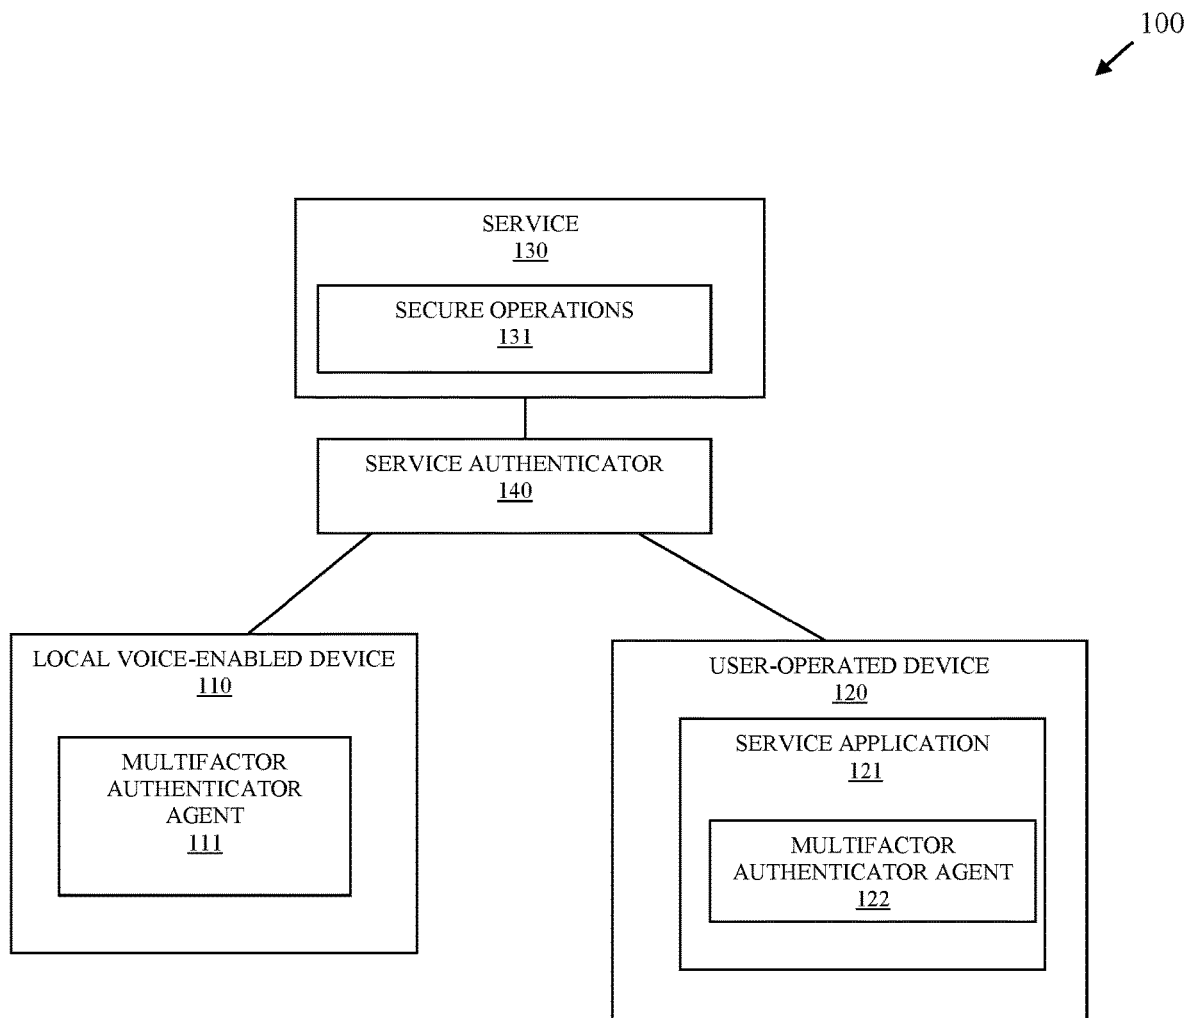 100
SERVICE
130
SECURE OPERATIONS
131
SERVICE AUTHENTICATOR
140
LOCAL VOICE-ENABLED DEVICE
110
MULTIFACTOR
AUTHENTICATOR
AGENT
111
USER-OPERATED DEVICE
120
SERVICE APPLICATION
121
MULTIFACTOR
AUTHENTICATOR AGENT
122